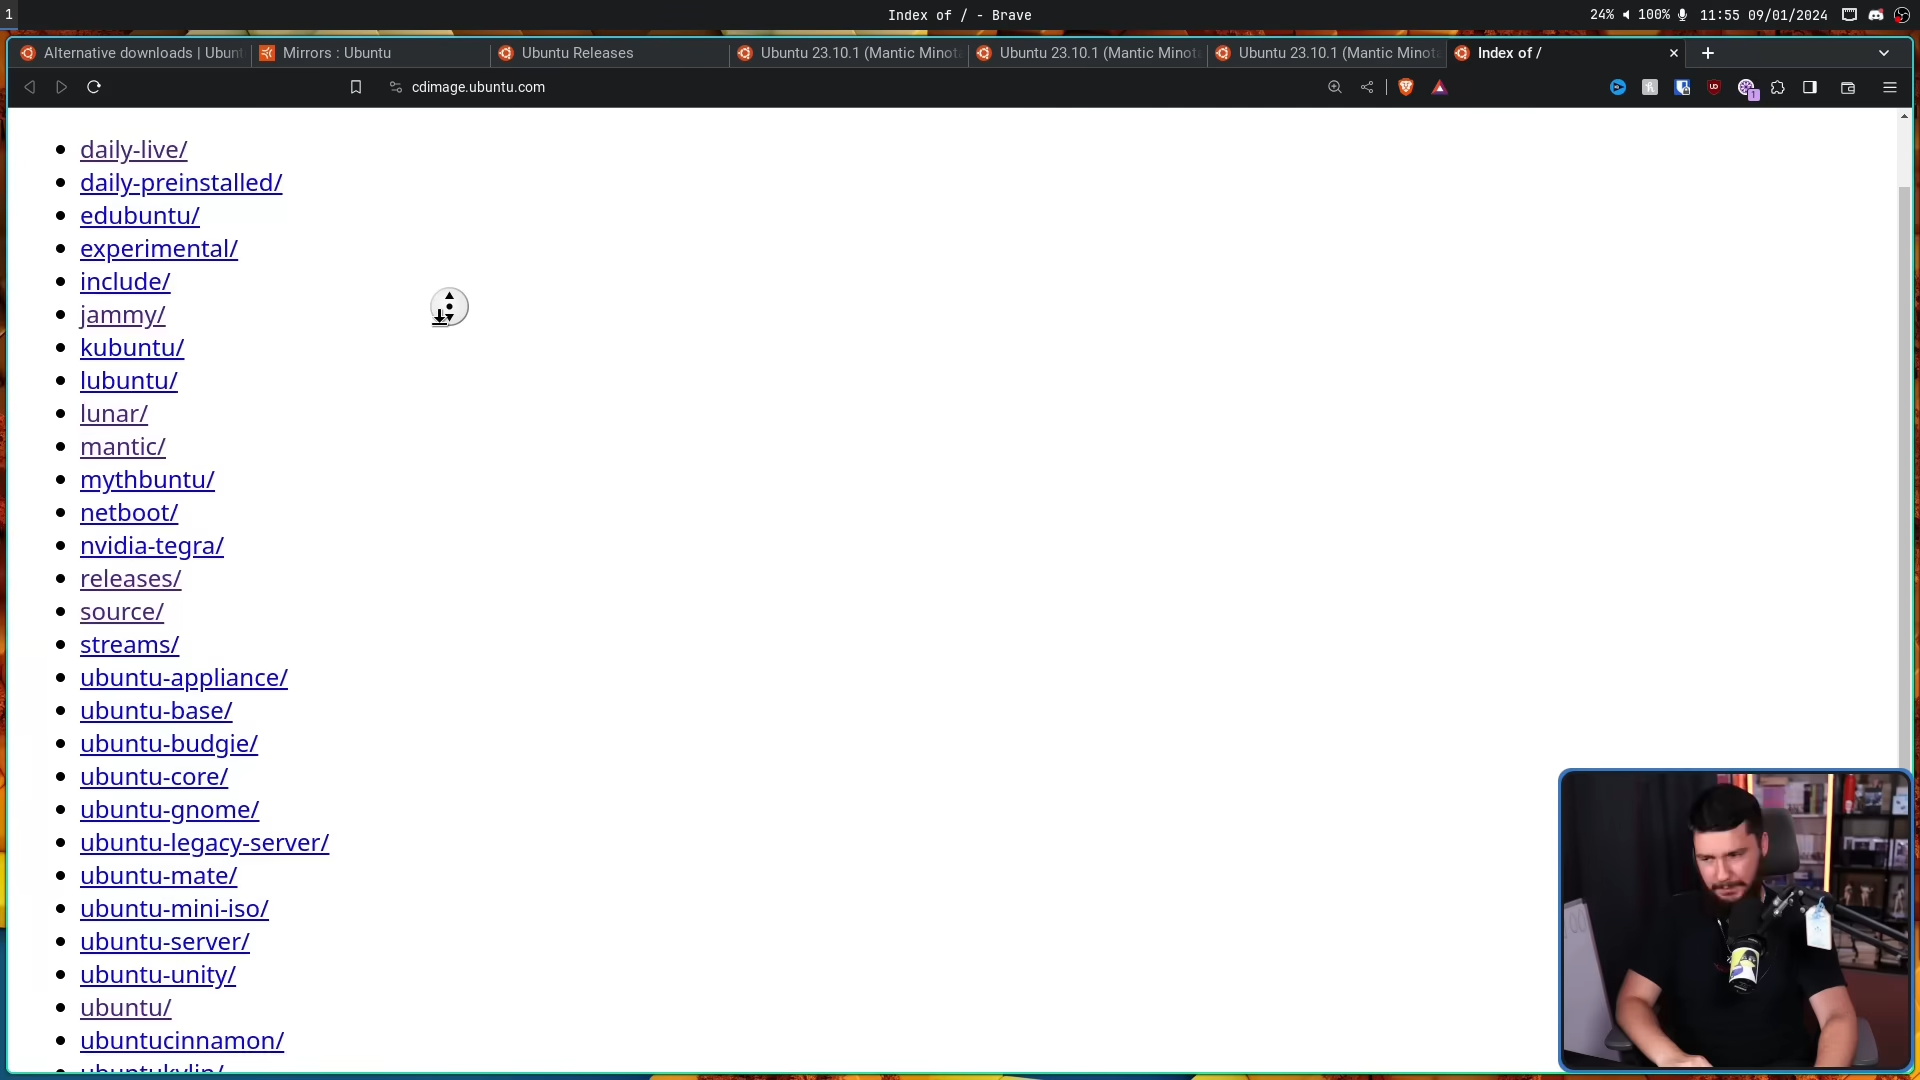 1
Index of / - Brave
24% 100% 11:55 09/01/2024
Alternative downloads | Ubunt
Mirrors : Ubuntu
Ubuntu Releases
Ubuntu 23.10.1 (Mantic Minot
Ubuntu 23.10.1 (Mantic Minot
Ubuntu 23.10.1 (Mantic Minot
Index of /
cdimage.ubuntu.com
UD
1
daily-live/
daily-preinstalled/
edubuntu/
experimental/
include/
jammy/
kubuntu/
lubuntu/
lunar/
mantic/
mythbuntu/
netboot/
nvidia-tegra/
releases/
source/
streams/
ubuntu-appliance/
ubuntu-base/
ubuntu-budgie/
ubuntu-core/
ubuntu-gnome/
ubuntu-legacy-server/
ubuntu-mate/
ubuntu-mini-iso/
ubuntu-server/
ubuntu-unity/
ubuntu/
ubuntucinnamon/
ubuntukylin/